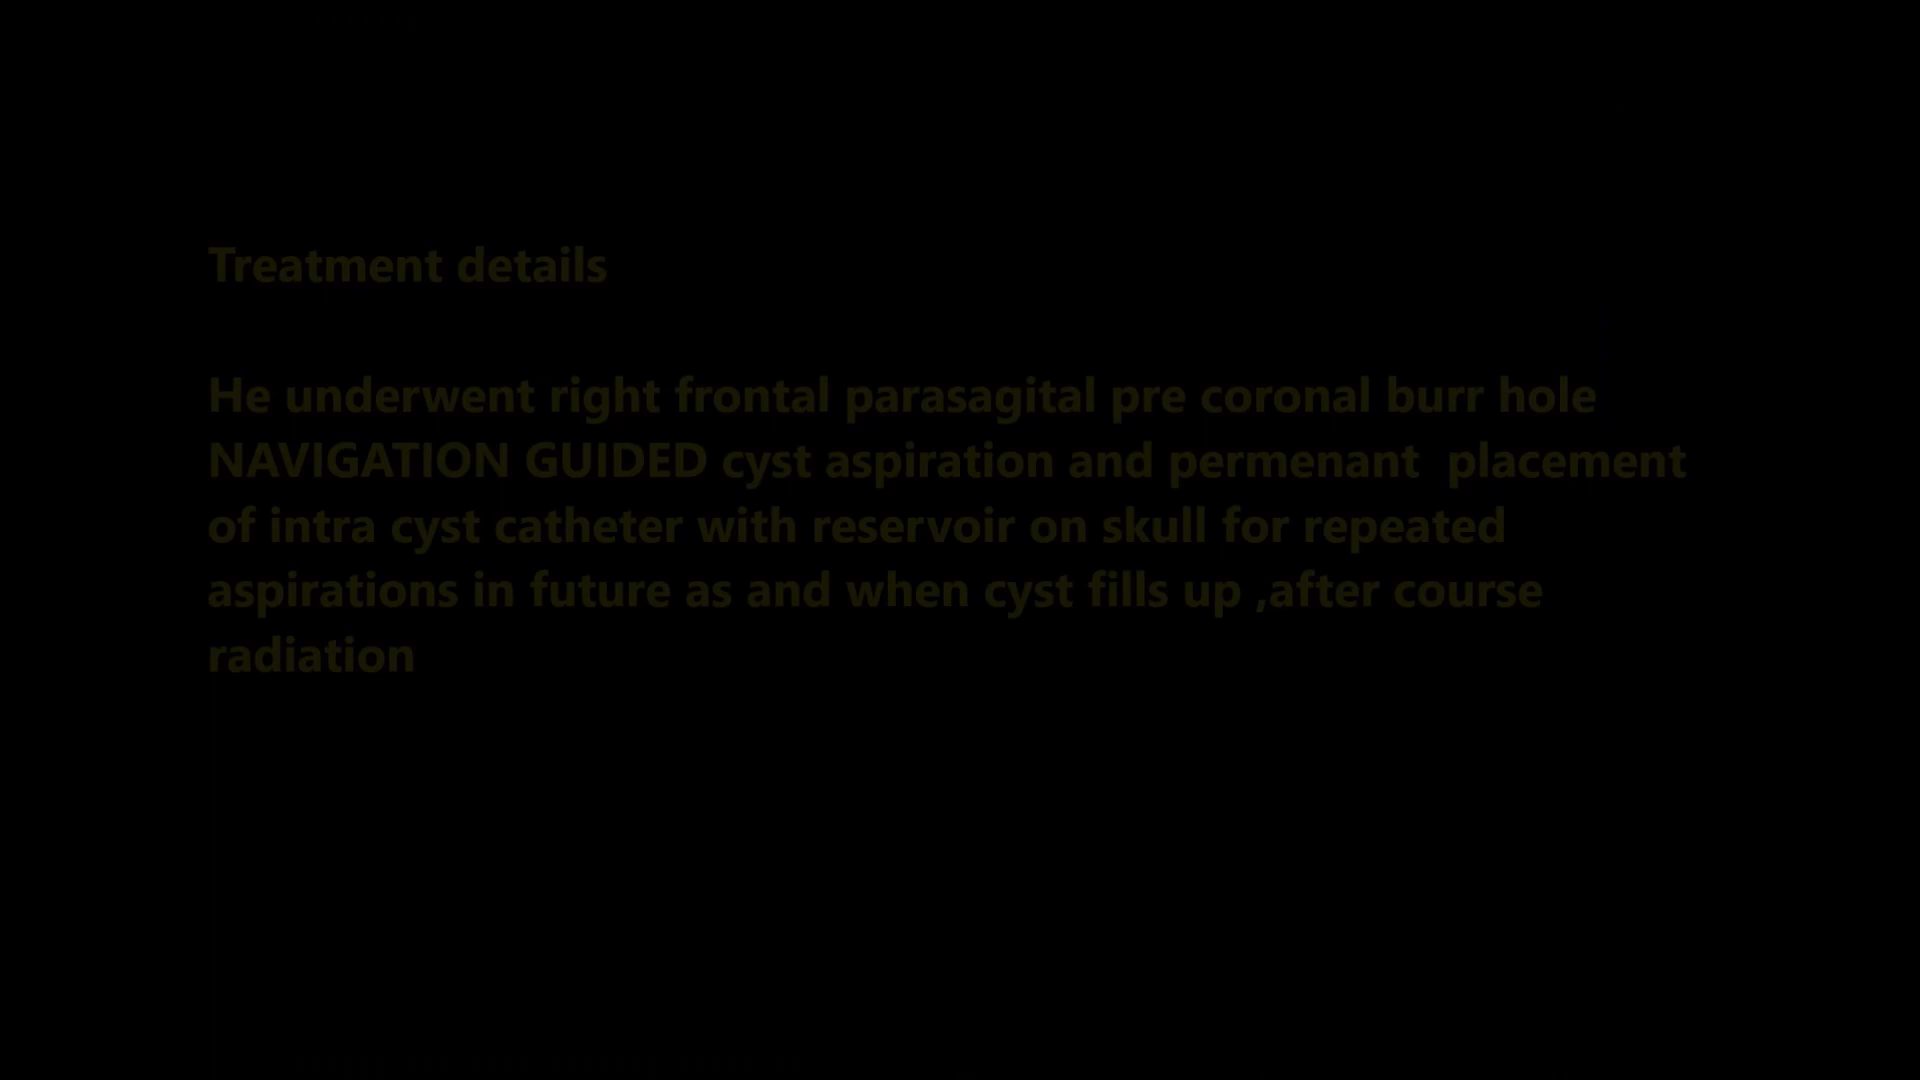 Treatment details
He underwent right frontal parasagital pre coronal burr hole
NAVIGATION GUIDED cyst aspiration and permenant  placement
of intra cyst catheter with reservoir on skull for repeated
aspirations in future as and when cyst fills up ,after course
radiation